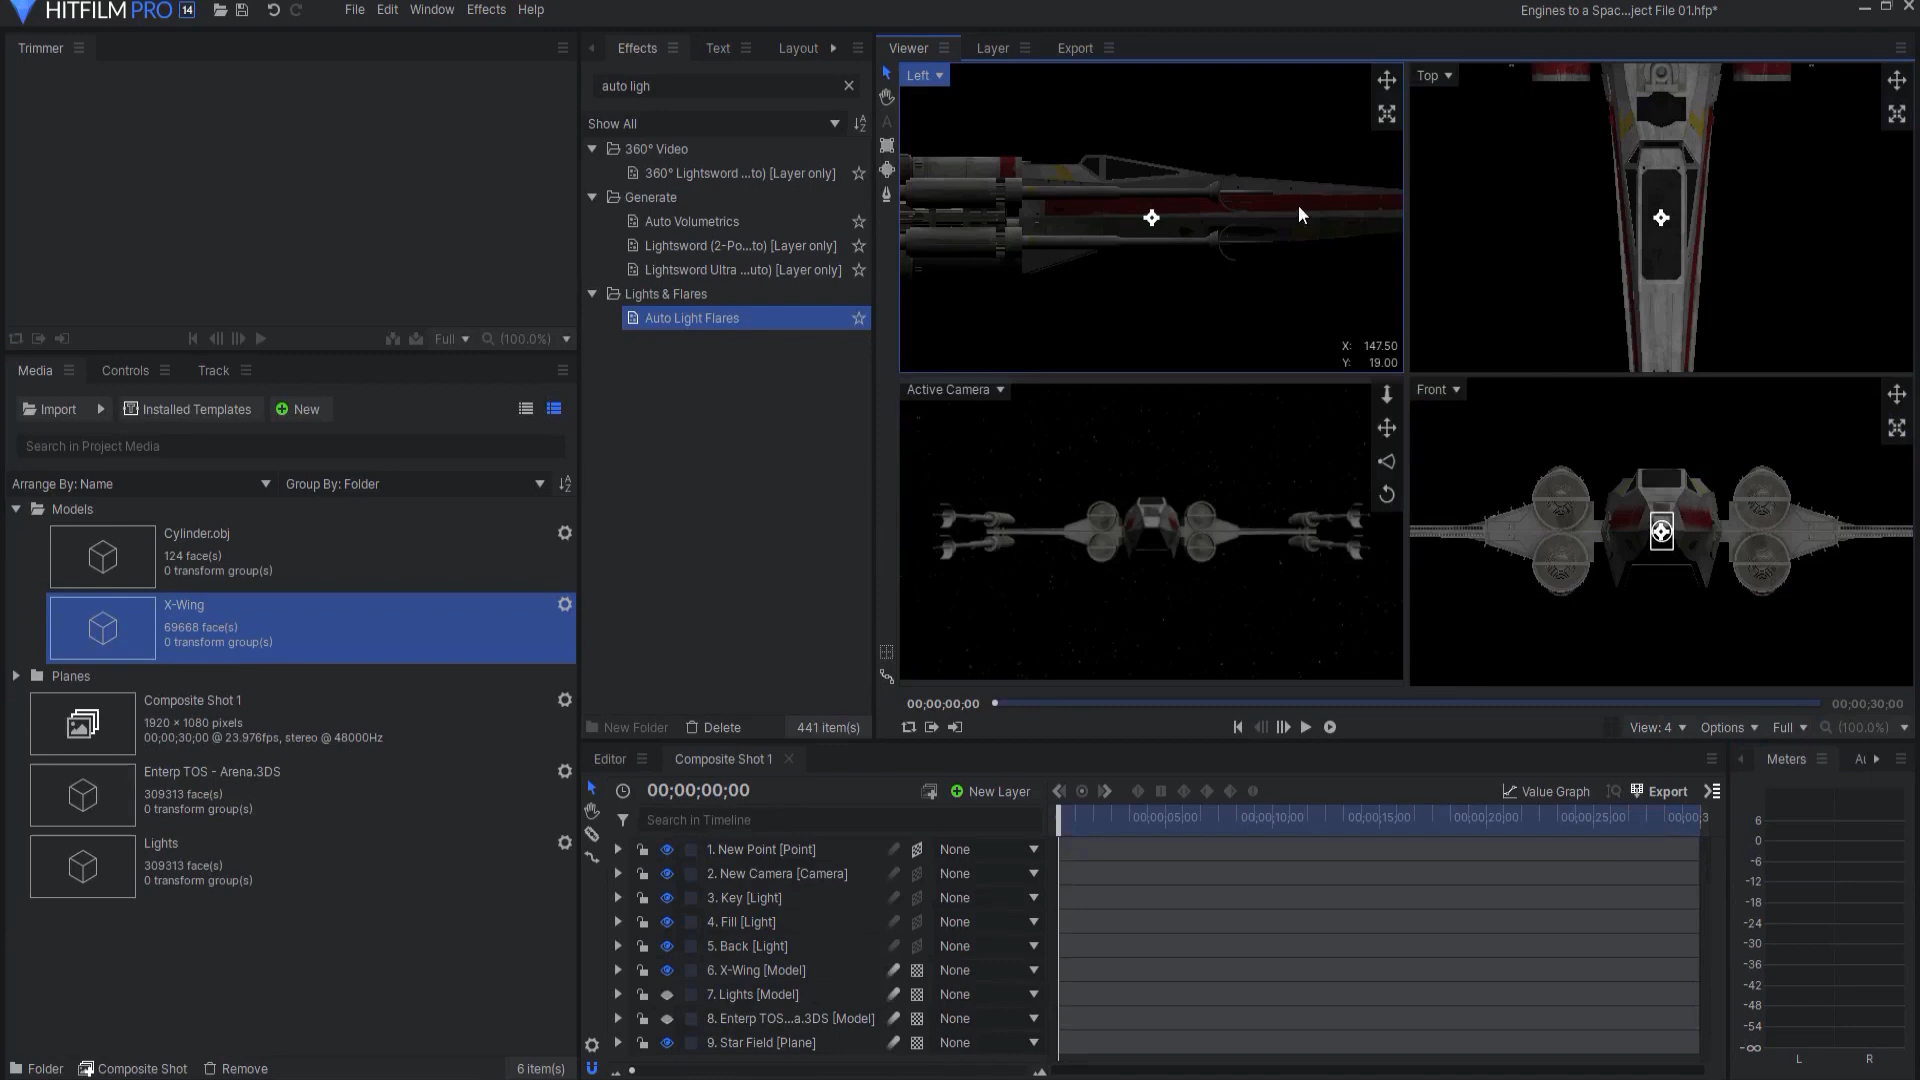 HITFILM PRO 14
File Edit Window Effects Help
Engines to a Spac...ject File 01.hfp*
Trimmer
Full (100.0%)
Media Controls Track
Import Installed Templates New
Search in Project Media
Arrange By: Name Group By: Folder
Models
Cylinder.obj
124 face(s)
0 transform group(s)
X-Wing
69668 face(s)
0 transform group(s)
Planes
Composite Shot 1
1920 × 1080 pixels
00;00;30;00 @ 23.976fps, stereo @ 48000Hz
Enterp TOS - Arena.3DS
309313 face(s)
0 transform group(s)
Lights
309313 face(s)
0 transform group(s)
Folder Composite Shot Remove 6 item(s)
Effects Text Layout
auto ligh
Show All
360° Video
360° Lightsword ...to) [Layer only]
Generate
Auto Volumetrics
Lightsword (2-Po...to) [Layer only]
Lightsword Ultra ...uto) [Layer only]
Lights & Flares
Auto Light Flares
New Folder Delete 441 item(s)
Viewer Layer Export
Left
X: 147.50
Y: 19.00
Top
Active Camera
Front
00;00;00;00 00;00;30;00
View: 4 Options Full (100.0%)
Editor Composite Shot 1
00;00;00;00 New Layer Value Graph Export
Search in Timeline
00;00;05;00 00;00;10;00 00;00;15;00 00;00;20;00 00;00;25;00 00;00;3
1. New Point [Point] None
2. New Camera [Camera] None
3. Key [Light] None
4. Fill [Light] None
5. Back [Light] None
6. X-Wing [Model] None
7. Lights [Model] None
8. Enterp TOS...a.3DS [Model] None
9. Star Field [Plane] None
Meters Au
6
0
-6
-12
-18
-24
-30
-36
-42
-48
-54
-∞
L R